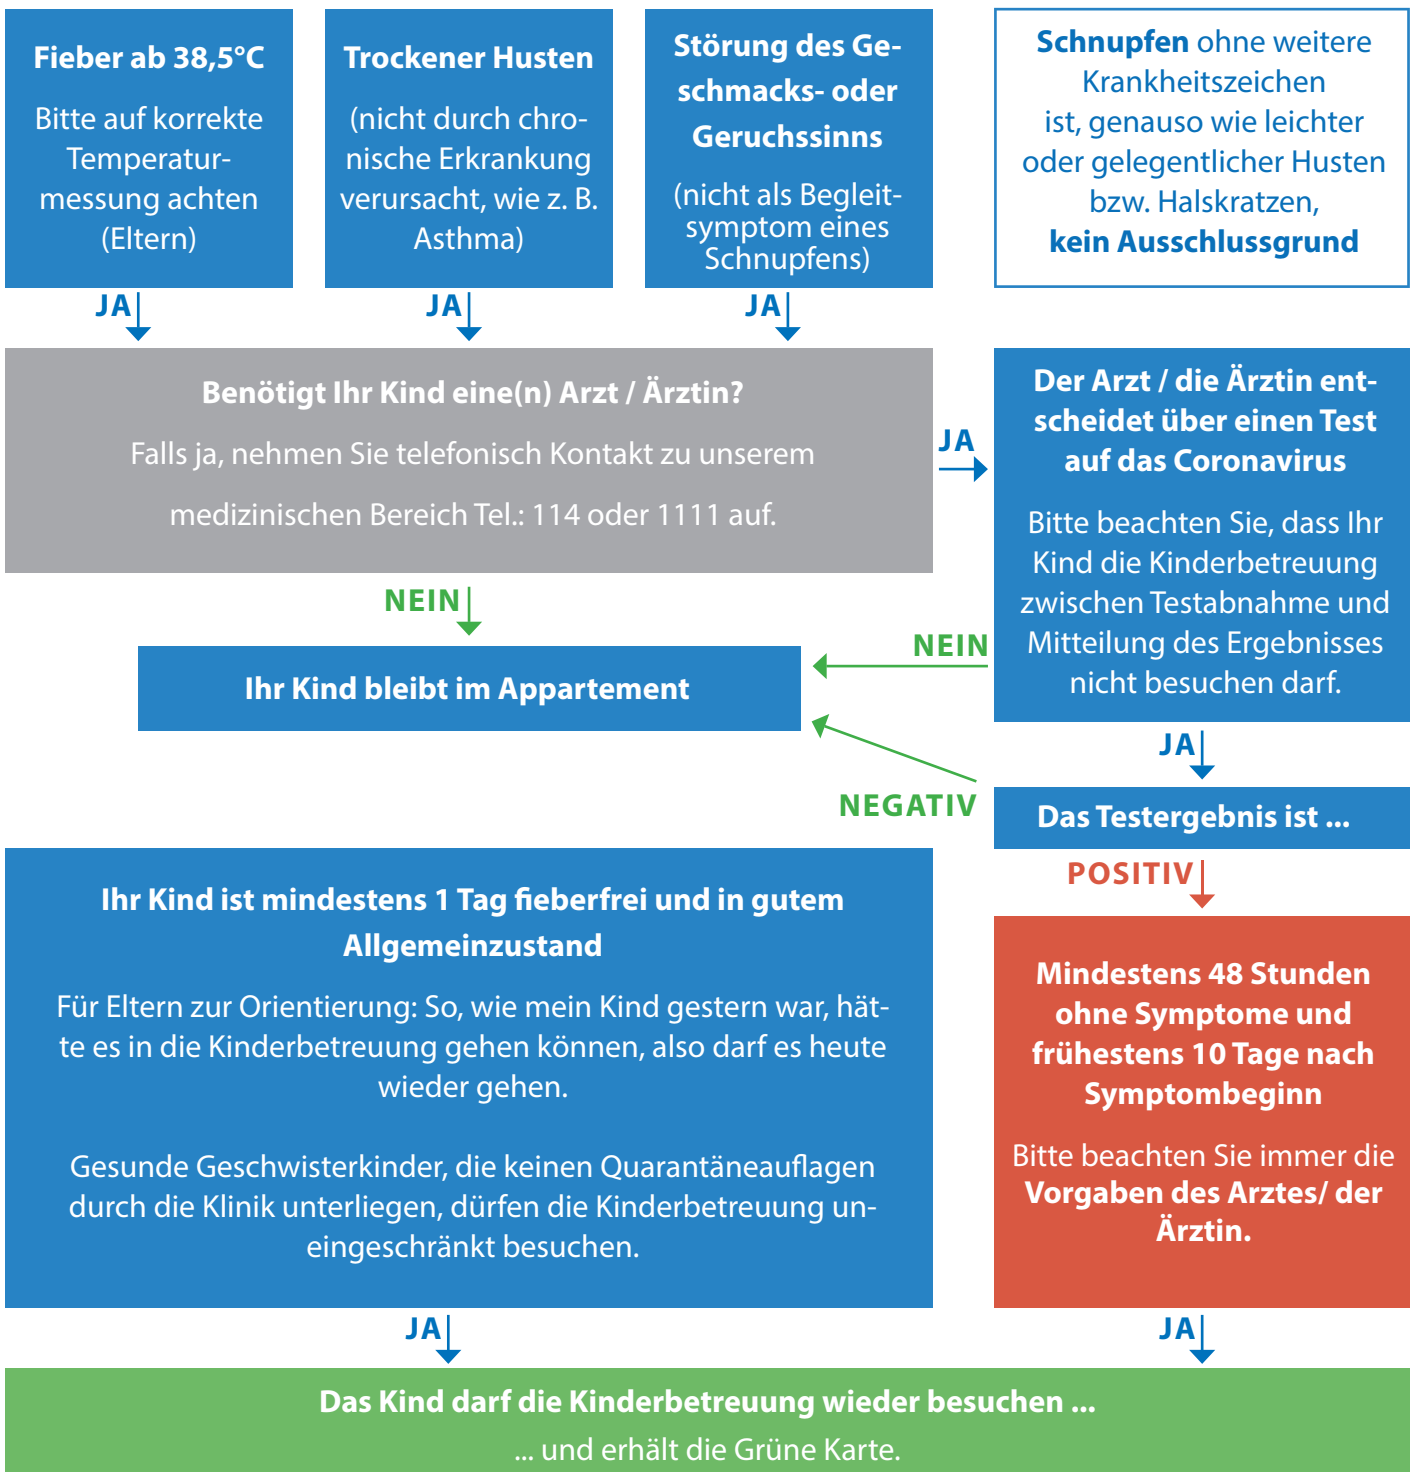 Fieber ab 38,5°C
Bitte auf korrekte
Temperatur-
messung achten
(Eltern)
Trockener Husten
(nicht durch chro-
nische Erkrankung
verursacht, wie z. B.
Asthma)
Störung des Ge-
schmacks- oder
Geruchssinns
(nicht als Begleit-
symptom eines
Schnupfens)
Schnupfen ohne weitere
Krankheitszeichen
ist, genauso wie leichter
oder gelegentlicher Husten
bzw. Halskratzen,
kein Ausschlussgrund
JA
JA
JA
Benötigt Ihr Kind eine(n) Arzt / Ärztin?
Falls ja, nehmen Sie telefonisch Kontakt zu unserem
medizinischen Bereich Tel.: 114 oder 1111 auf.
JA
Der Arzt / die Ärztin ent-
scheidet über einen Test
auf das Coronavirus
Bitte beachten Sie, dass Ihr
Kind die Kinderbetreuung
zwischen Testabnahme und
Mitteilung des Ergebnisses
nicht besuchen darf.
NEIN
NEIN
Ihr Kind bleibt im Appartement
JA
NEGATIV
Das Testergebnis ist ...
POSITIV
Ihr Kind ist mindestens 1 Tag fieberfrei und in gutem
Allgemeinzustand
Für Eltern zur Orientierung: So, wie mein Kind gestern war, hät-
te es in die Kinderbetreuung gehen können, also darf es heute
wieder gehen.
Gesunde Geschwisterkinder, die keinen Quarantäneauflagen
durch die Klinik unterliegen, dürfen die Kinderbetreuung un-
eingeschränkt besuchen.
Mindestens 48 Stunden
ohne Symptome und
frühestens 10 Tage nach
Symptombeginn
Bitte beachten Sie immer die
Vorgaben des Arztes/ der
Ärztin.
JA
JA
Das Kind darf die Kinderbetreuung wieder besuchen ...
... und erhält die Grüne Karte.